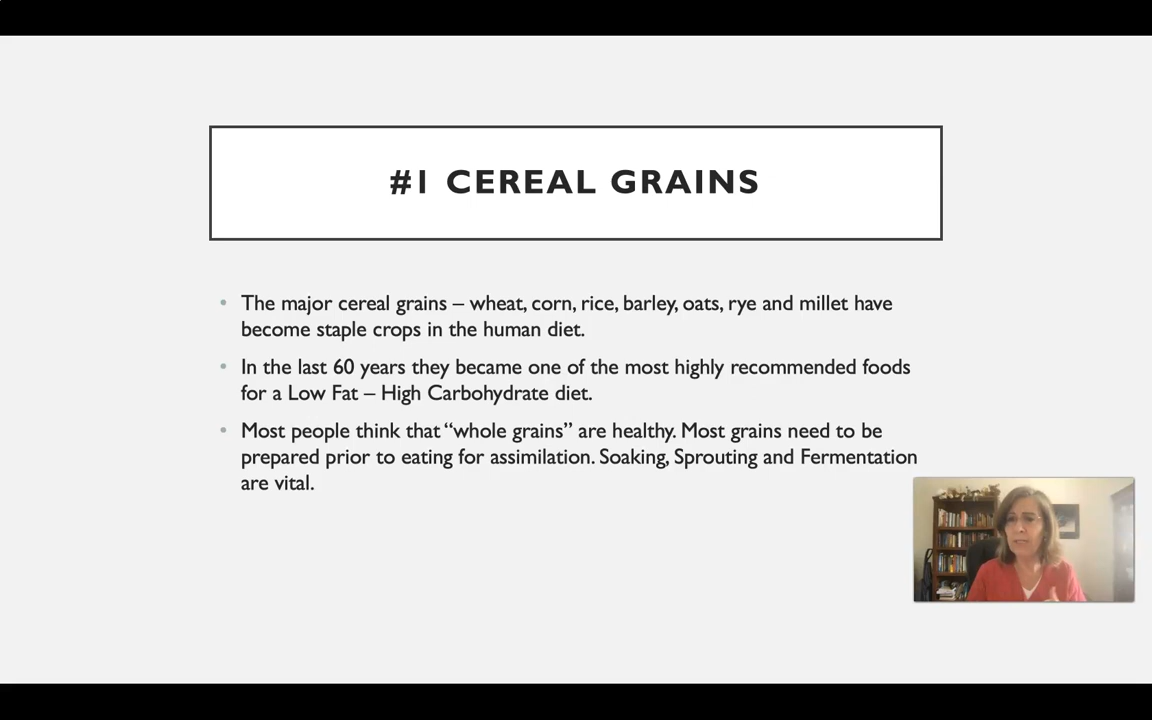 #1 CEREAL GRAINS
• The major cereal grains – wheat, corn, rice, barley, oats, rye and millet have
become staple crops in the human diet.
• In the last 60 years they became one of the most highly recommended foods
for a Low Fat – High Carbohydrate diet.
• Most people think that “whole grains” are healthy. Most grains need to be
prepared prior to eating for assimilation. Soaking, Sprouting and Fermentation
are vital.